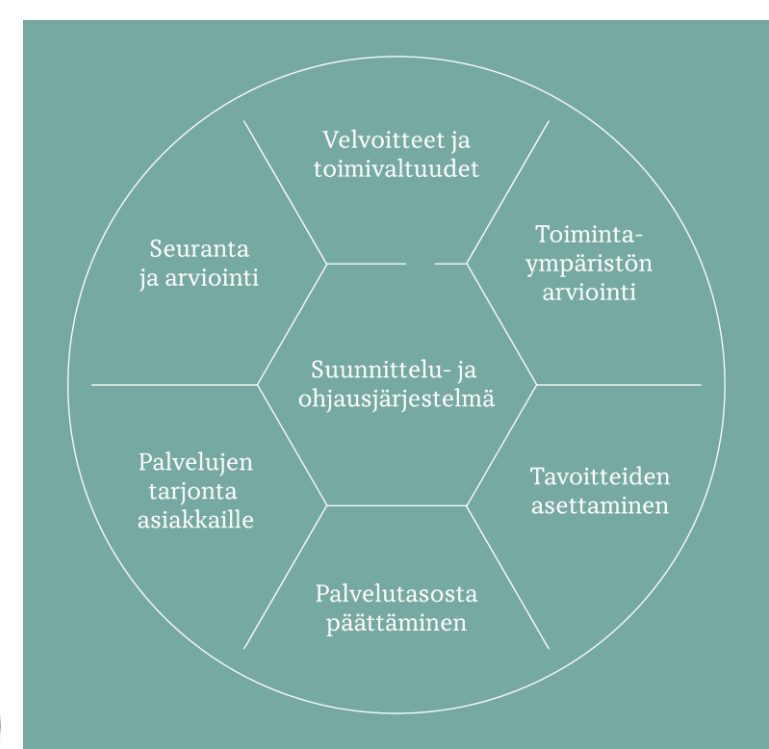 Velvoitteet ja
toimivaltuudet
Toiminta-
ympäristön
arviointi
Tavoitteiden
asettaminen
Palvelutasosta
päättäminen
Palvelujen
tarjonta
asiakkaille
Seuranta
ja arviointi
Suunnittelu- ja
ohjausjärjestelmä